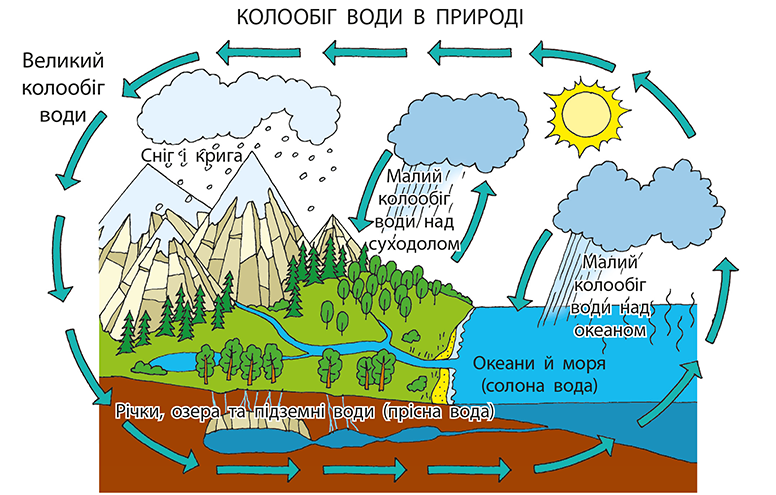 КОЛООБІГ ВОДИ В ПРИРОДІ
Великий
колообіг
води
Сніг і крига
Малий
колообіг
води над
суходолом
Малий
колообіг
води над
океаном
Океани й моря
(солона вода)
Річки, озера та підземні води (прісна вода)